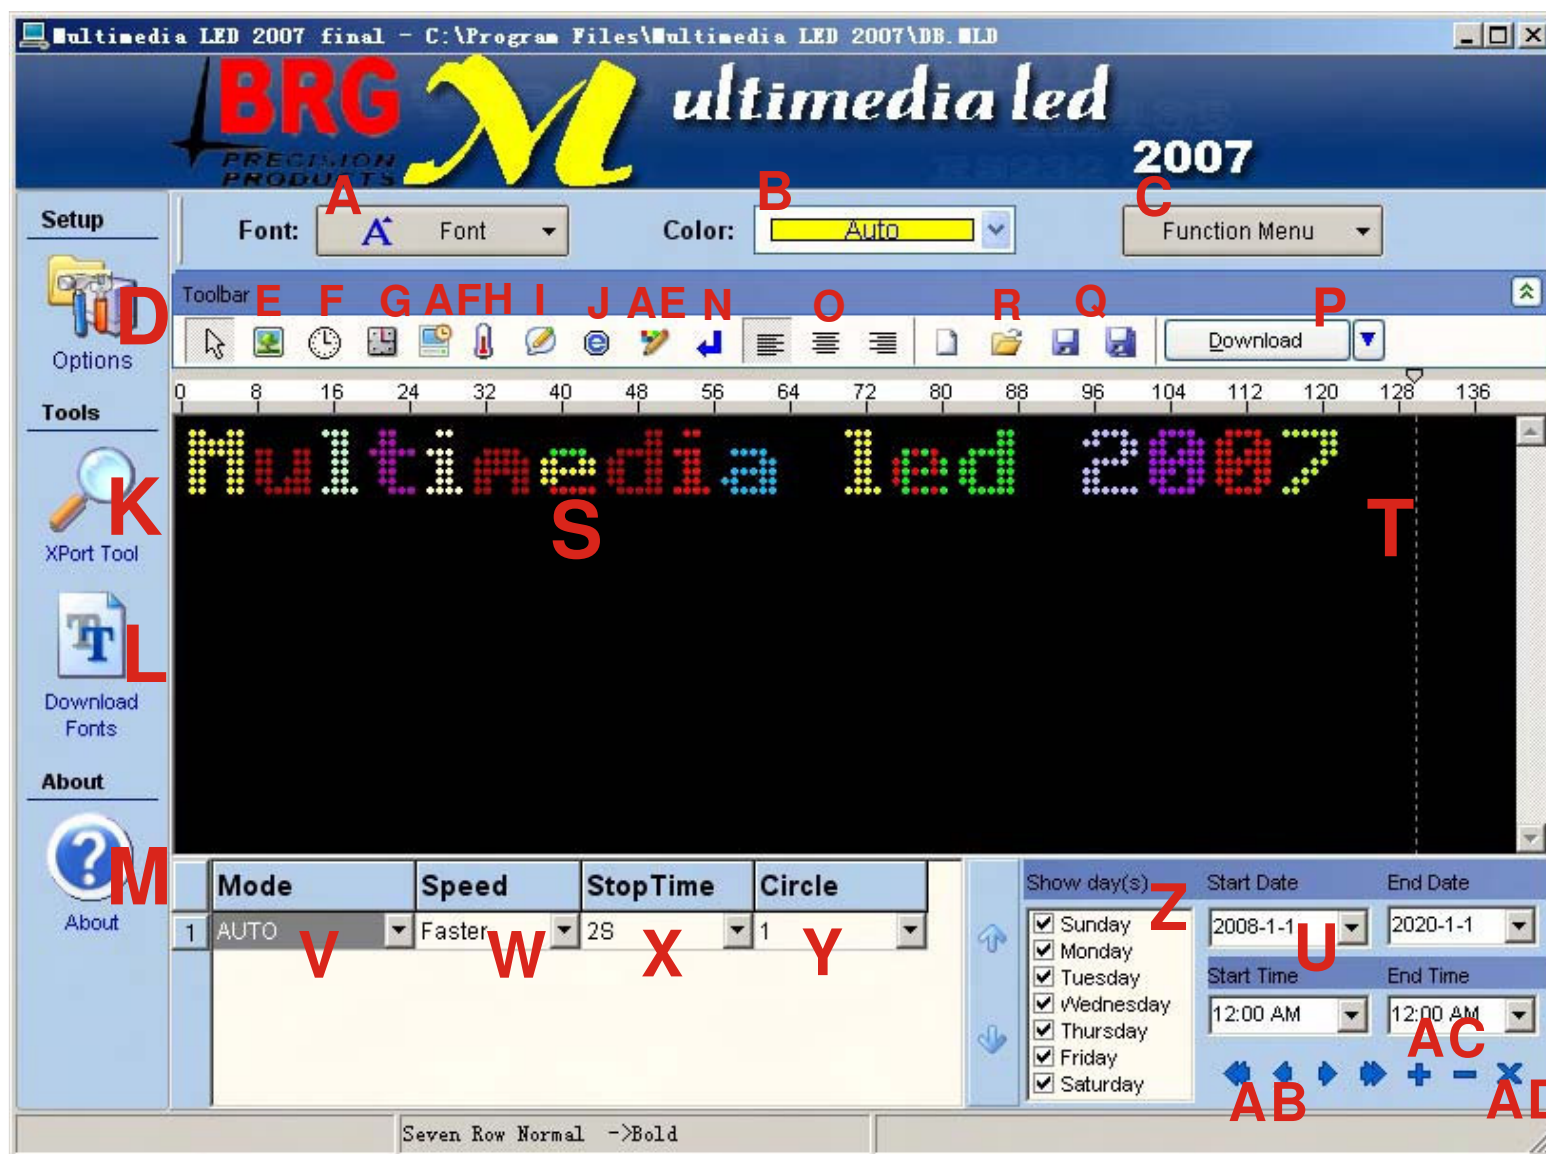 Multimedia LED 2007 final - C:\Program Files\Multimedia LED 2007\DB.MLD
BRG
PRECISION
PRODUCTS
Multimedia led
2007
A
B
C
Setup
Font:
Font
Color:
Auto
Function Menu
Toolbar
E
F
G
AF
H
I
J
AE
N
O
R
Q
P
D
Options
Download
0 8 16 24 32 40 48 56 64 72 80 88 96 104 112 120 128 136
Tools
Multimedia led 2007
K
S
T
XPort Tool
L
Download
Fonts
About
M
About
Mode Speed StopTime Circle
1 AUTO Faster 2S 1
V W X Y
Show day(s)
Z
Sunday
Monday
Tuesday
Wednesday
Thursday
Friday
Saturday
Start Date End Date
2008-1-1 2020-1-1
U
Start Time End Time
12:00 AM 12:00 AM
AC
AB
AD
Seven Row Normal ->Bold